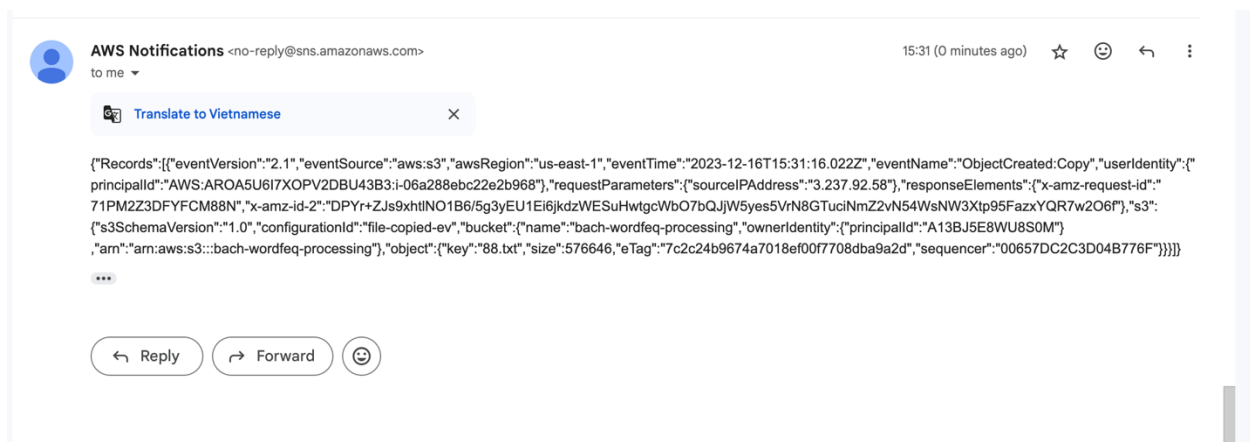 AWS Notifications <no-reply@sns.amazonaws.com>
15:31 (0 minutes ago)
to me
Translate to Vietnamese
{"Records":[{"eventVersion":"2.1","eventSource":"aws:s3","awsRegion":"us-east-1","eventTime":"2023-12-16T15:31:16.022Z","eventName":"ObjectCreated:Copy","userIdentity":{"
principalId":"AWS:AROA5U6I7XOPV2DBU43B3:i-06a288ebc22e2b968"},"requestParameters":{"sourceIPAddress":"3.237.92.58"},"responseElements":{"x-amz-request-id":"
71PM2Z3DFYFCM88N","x-amz-id-2":"DPYr+ZJs9xhtlNO1B6/5g3yEU1Ei6jkdzWESuHwtgcWbO7bQJjW5yes5VrN8GTuciNmZ2vN54WsNW3Xtp95FazxYQR7w2O6f"},"s3":
{"s3SchemaVersion":"1.0","configurationId":"file-copied-ev","bucket":{"name":"bach-wordfeq-processing","ownerIdentity":{"principalId":"A13BJ5E8WU8S0M"}
,"arn":"arn:aws:s3:::bach-wordfeq-processing"},"object":{"key":"88.txt","size":576646,"eTag":"7c2c24b9674a7018ef00f7708dba9a2d","sequencer":"00657DC2C3D04B776F"}}}]}
Reply
Forward